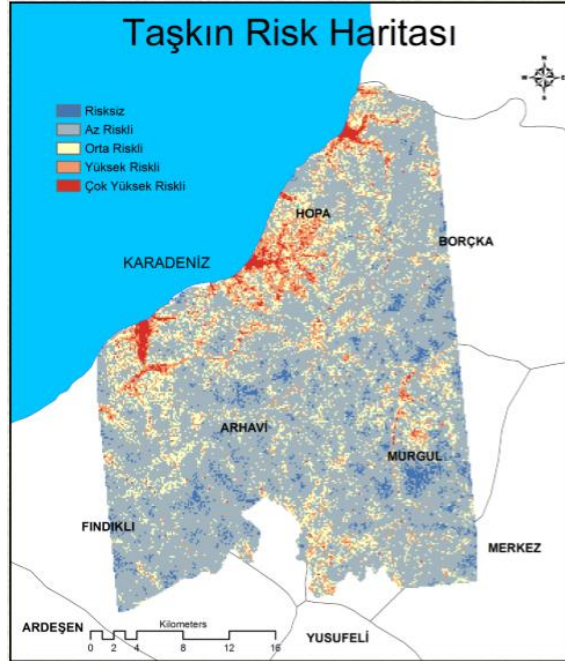 Taşkın Risk Haritası
N
W
E
S
Risksiz
Az Riskli
Orta Riskli
Yüksek Riskli
Çok Yüksek Riskli
HOPA
BORÇKA
KARADENİZ
ARHAVİ
MURGUL
FINDIKLI
MERKEZ
ARDEŞEN
Kilometers
0 2 4 8 12 16
YUSUFELİ